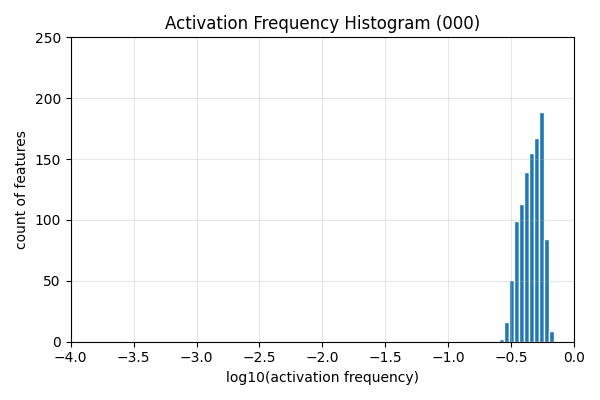 Activation Frequency Histogram (000)
250
200
150
100
50
0
count of features
−4.0 −3.5 −3.0 −2.5 −2.0 −1.5 −1.0 −0.5 0.0
log10(activation frequency)